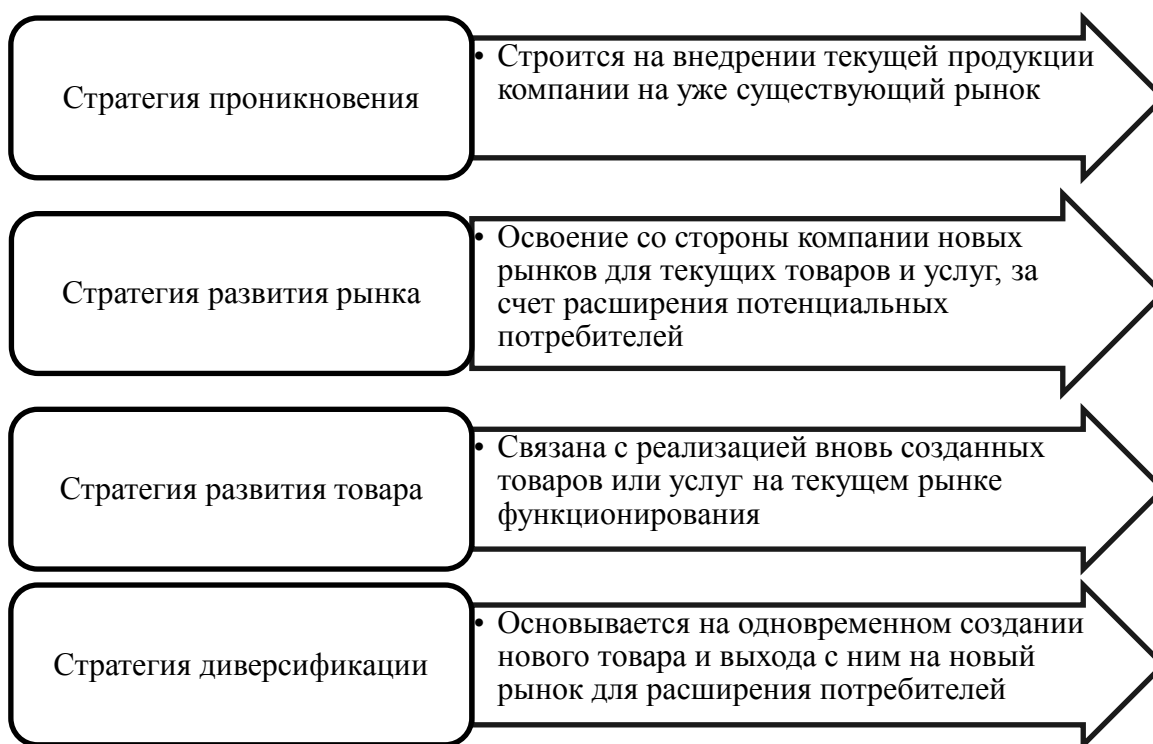 Стратегия проникновения
• Строится на внедрении текущей продукции
компании на уже существующий рынок
Стратегия развития рынка
• Освоение со стороны компании новых
рынков для текущих товаров и услуг, за
счет расширения потенциальных
потребителей
Стратегия развития товара
• Связана с реализацией вновь созданных
товаров или услуг на текущем рынке
функционирования
Стратегия диверсификации
• Основывается на одновременном создании
нового товара и выхода с ним на новый
рынок для расширения потребителей